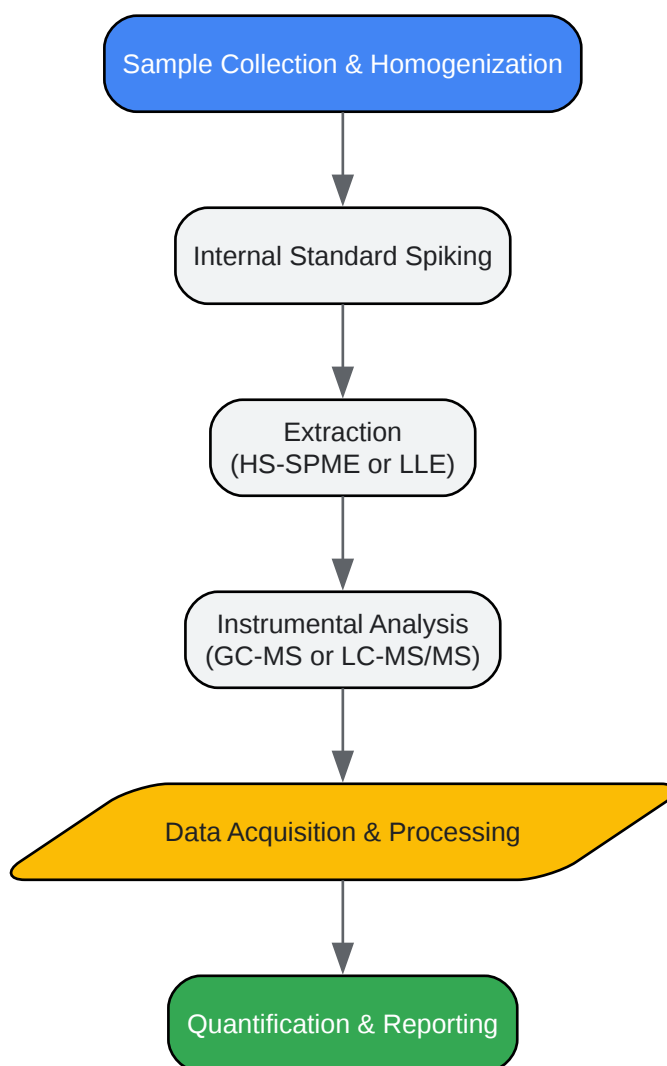 Sample Collection & Homogenization
Internal Standard Spiking
Extraction
(HS-SPME or LLE)
Instrumental Analysis
(GC-MS or LC-MS/MS)
Data Acquisition & Processing
Quantification & Reporting